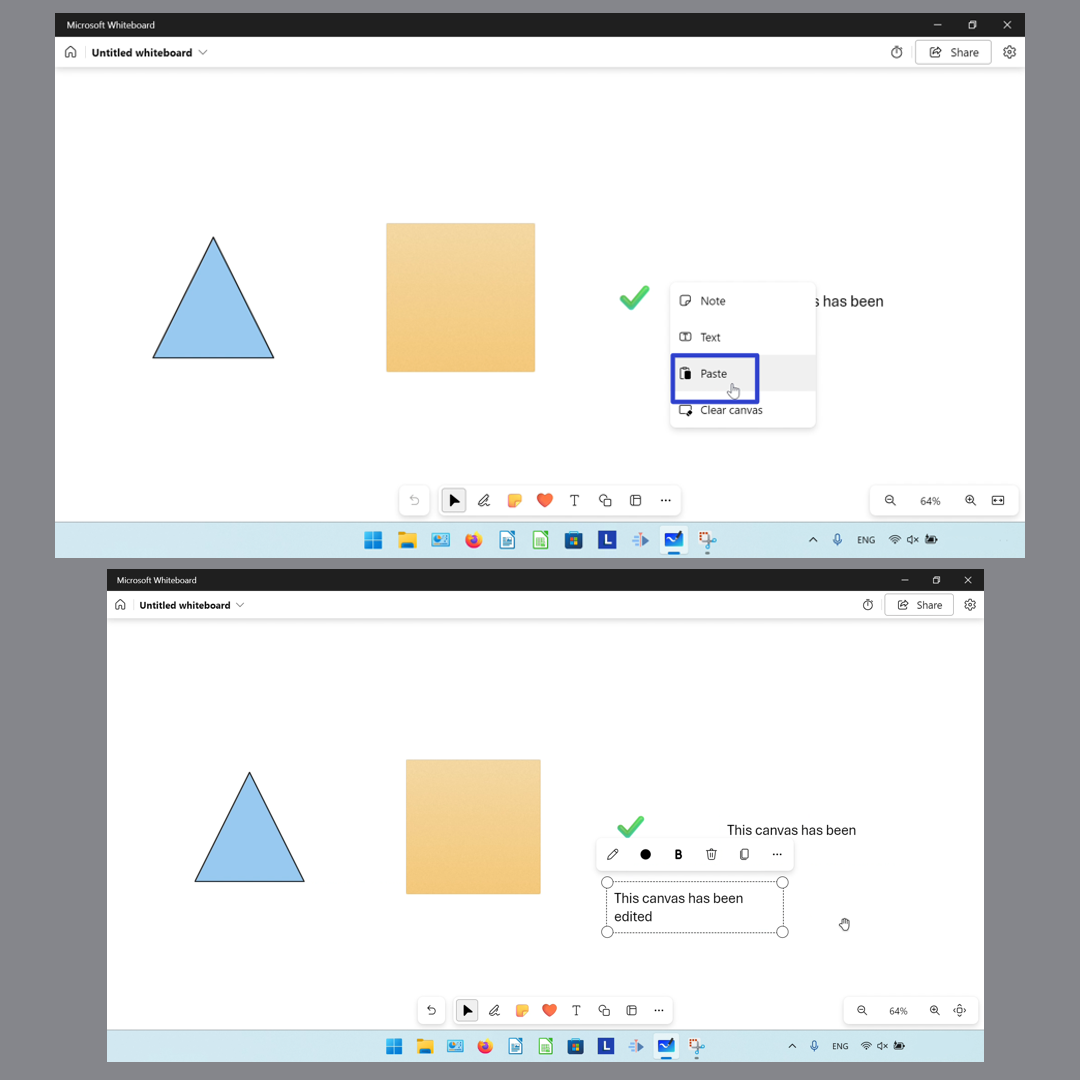 Microsoft Whiteboard
Untitled whiteboard
Share
Note
s has been
Text
Paste
Clear canvas
T
64%
L
ENG
Microsoft Whiteboard
Untitled whiteboard
Share
This canvas has been
B
This canvas has been
edited
T
64%
L
ENG